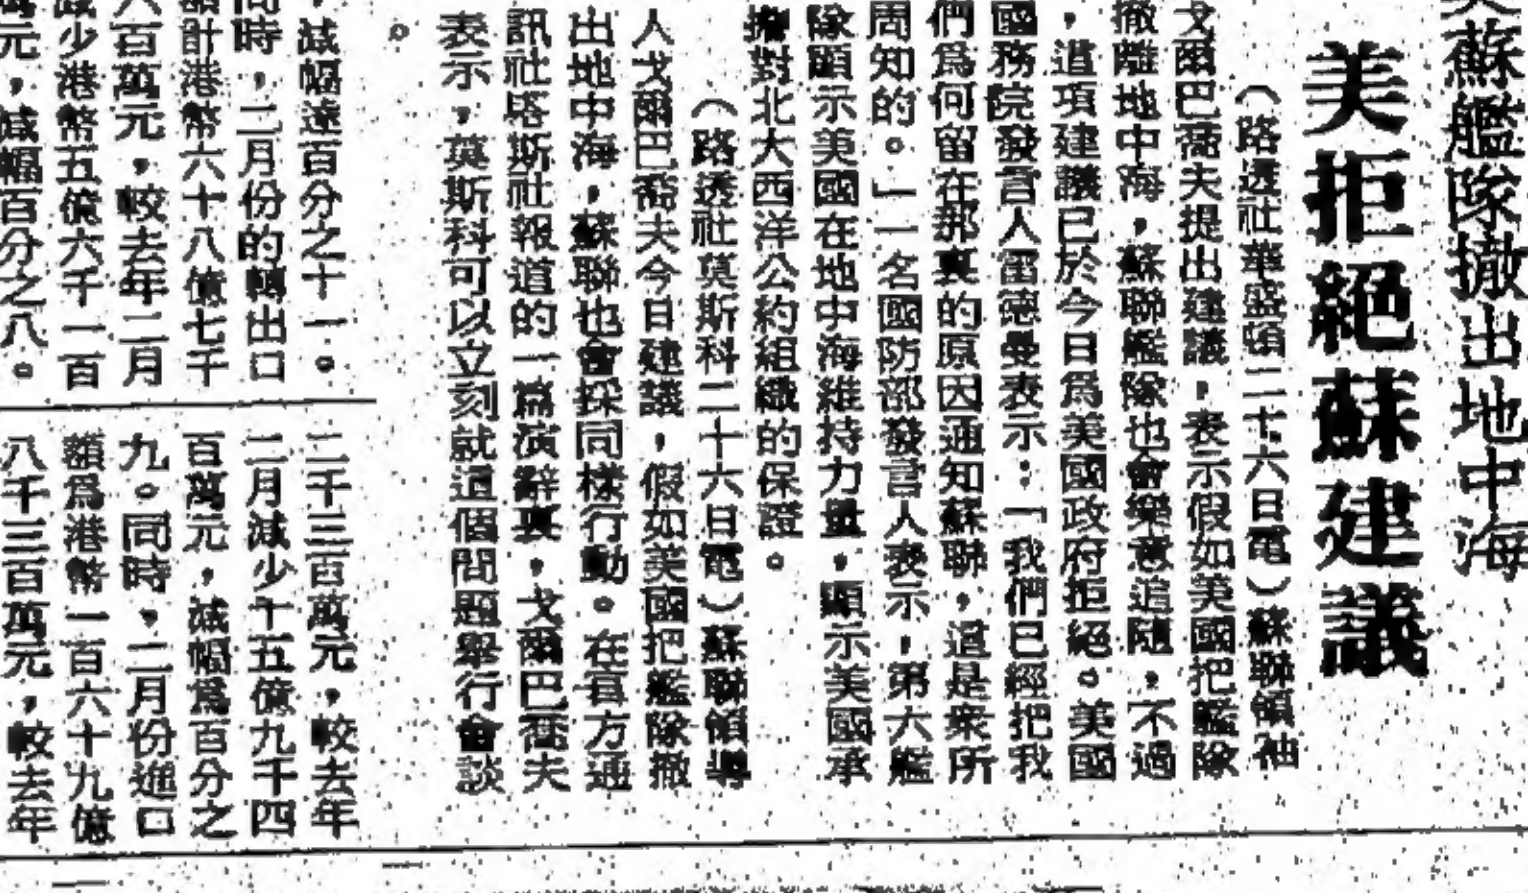 蘇艦隊撤出地中海
美拒絕蘇建議
（路透社華盛頓二十六日電）蘇聯領袖
戈爾巴喬夫提出建議，表示假如美國把艦隊
撤離地中海，蘇聯艦隊也會樂意追隨，不過
，這項建議已於今日爲美國政府拒絕。美國
國務院發言人雷德曼表示：「我們已經把我
們爲何留在那裏的原因通知蘇聯，這是衆所
周知的。」一名國防部發言人表示，第六艦
隊顯示美國在地中海維持力量，顯示美國承
擔對北大西洋公約組織的保證。
（路透社莫斯科二十六日電）蘇聯領導
人戈爾巴喬夫今日建議，假如美國把艦隊撤
出地中海，蘇聯也會採同樣行動。在官方通
訊社塔斯社報道的一篇演辭裏，戈爾巴喬夫
表示，莫斯科可以立刻就這個問題舉行會談
。
，減幅達百分之十一。
同時，二月份的轉出口
計港幣六十八億七千
六百萬元，較去年二月
減少港幣五億六千一百
萬元，減幅百分之八。
二千三百萬元，較去年
二月減少十五億九千四
百萬元，減幅爲百分之
九。同時，二月份進口
額爲港幣一百六十九億
八千三百萬元，較去年